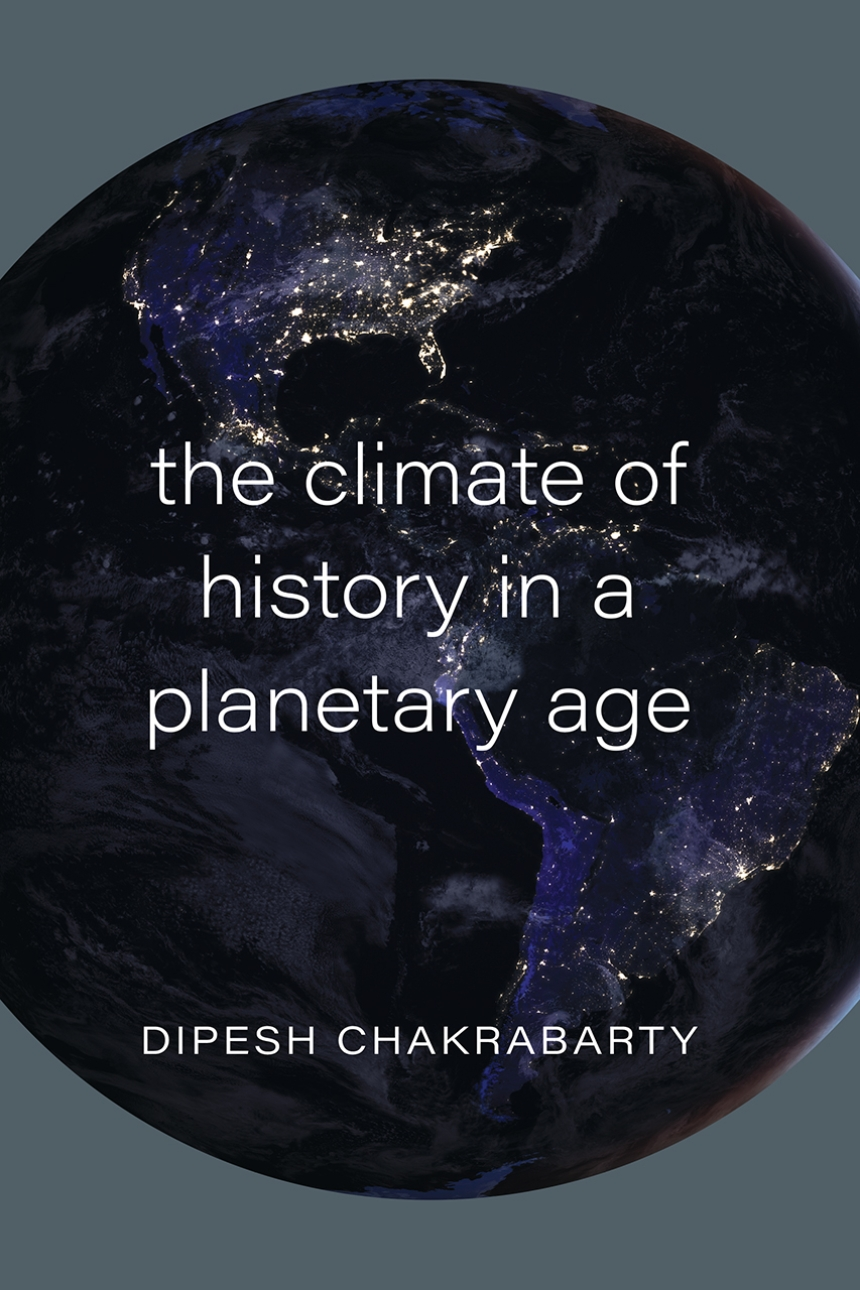 the climate of
history in a
planetary age
DIPESH CHAKRABARTY